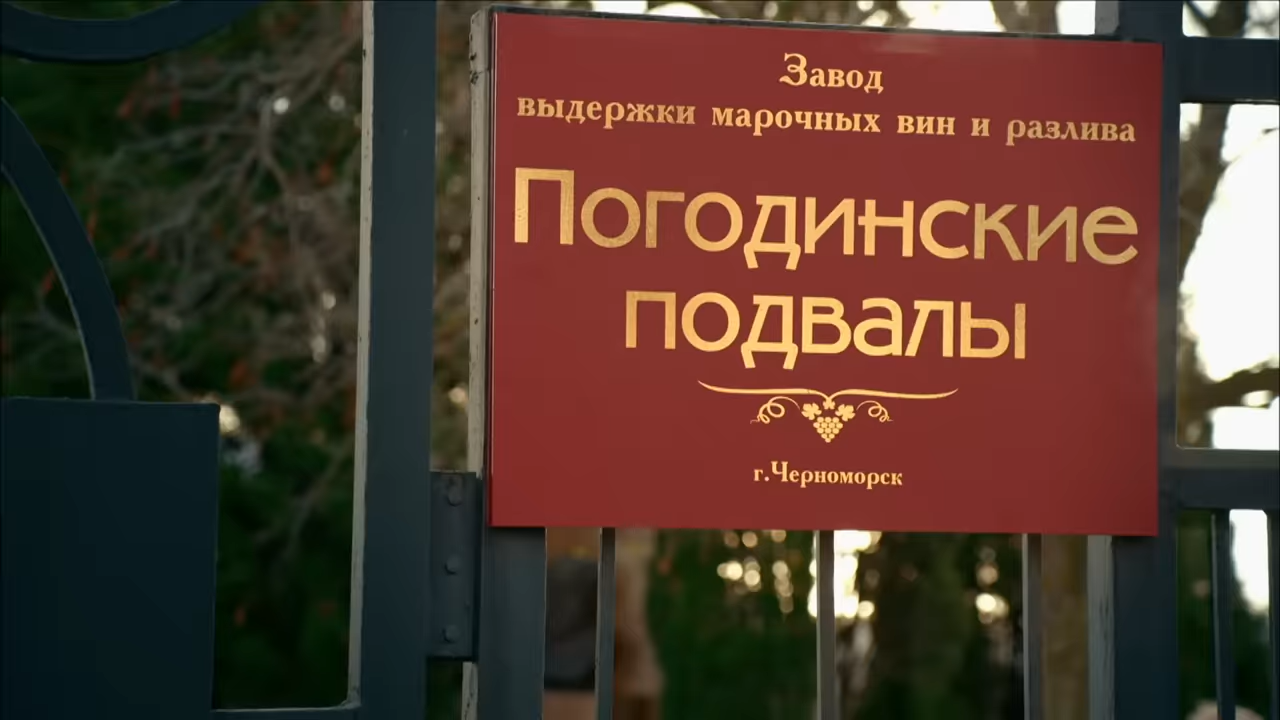 Завод
выдержки марочных вин и разлива
Погодинские
подвалы
г.Черноморск